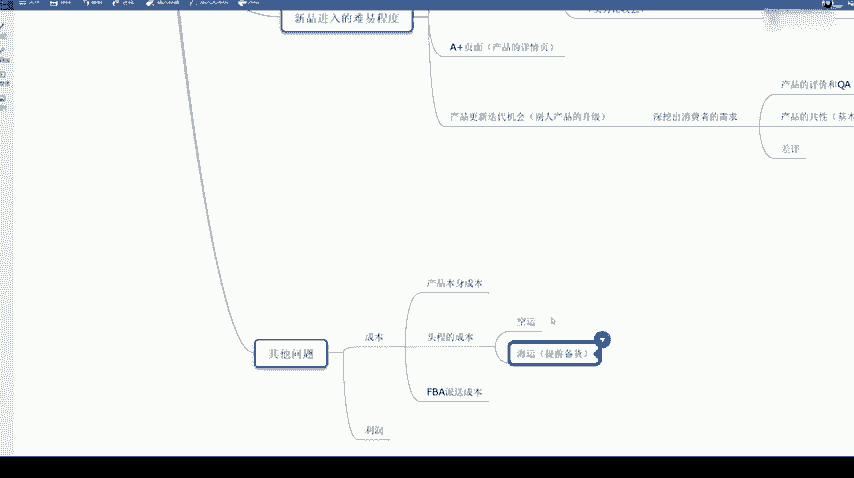 新品进入的难易程度
A+页面（产品的详情页）
产品的评价和QA
产品更新迭代机会（别人产品的升级）
深挖出消费者的需求
产品的共性（基本
差评
产品本身成本
空运
成本
头程的成本
其他问题
海运（提前备货）
FBA派送成本
利润